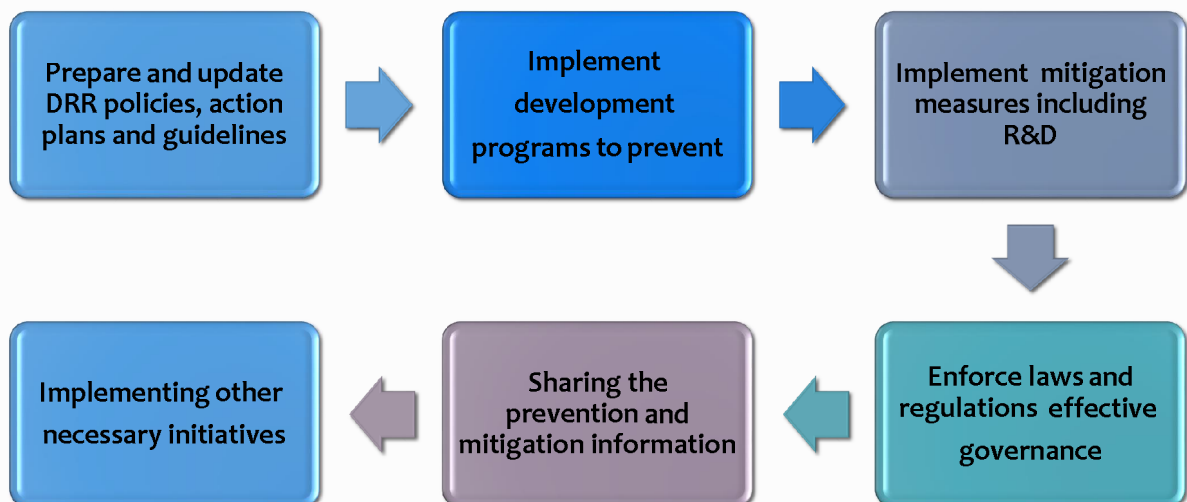 Prepare and update
DRR policies, action
plans and guidelines
Implement
development
programs to prevent
Implement mitigation
measures including
R&D
Enforce laws and
regulations effective
governance
Sharing the
prevention and
mitigation information
Implementing other
necessary initiatives